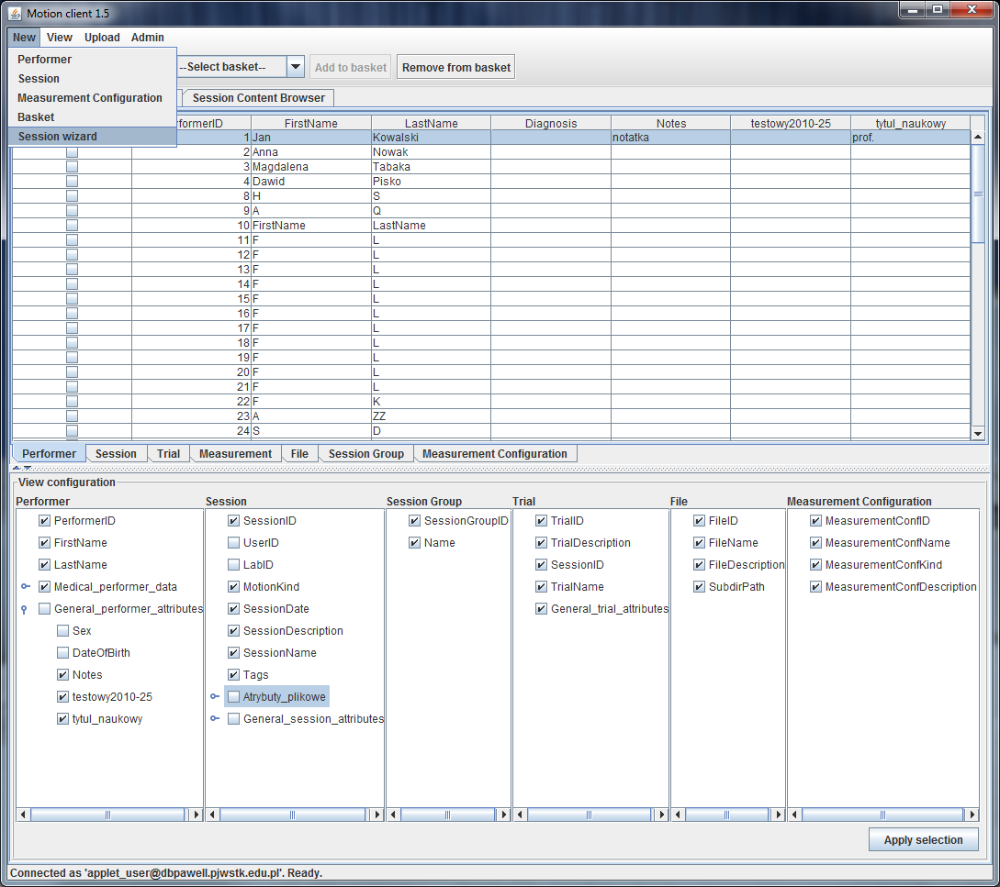 Motion client 1.5
New View Upload Admin
Performer
Session
Measurement Configuration
Basket
Session wizard
--Select basket-- Add to basket Remove from basket
Session Content Browser
rformerID FirstName LastName Diagnosis Notes testowy2010-25 tytul_naukowy
1 Jan Kowalski notatka prof.
2 Anna Nowak
3 Magdalena Tabaka
4 Dawid Pisko
8 H S
9 A Q
10 FirstName LastName
11 F L
12 F L
13 F L
14 F L
15 F L
16 F L
17 F L
18 F L
19 F L
20 F L
21 F L
22 F K
23 A ZZ
24 S D
Performer Session Trial Measurement File Session Group Measurement Configuration
View configuration
Performer Session Session Group Trial File Measurement Configuration
PerformerID SessionID SessionGroupID TrialID FileID MeasurementConfID
FirstName UserID Name TrialDescription FileName MeasurementConfName
LastName LabID SessionID FileDescription MeasurementConfKind
Medical_performer_data MotionKind TrialName SubdirPath MeasurementConfDescription
General_performer_attributes SessionDate General_trial_attributes
Sex SessionDescription
DateOfBirth SessionName
Notes Tags
testowy2010-25 Atrybuty_plikowe
tytul_naukowy General_session_attributes
Apply selection
Connected as 'applet_user@dbpawell.pjwstk.edu.pl'. Ready.